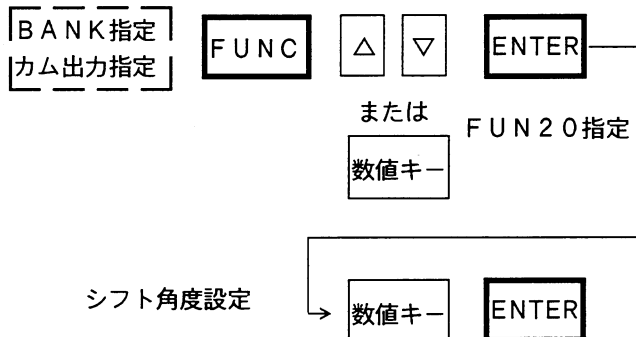 BANK指定
カム出力指定
FUNC △ ▽ ENTER
または
FUN20指定
数値キー
シフト角度設定 数値キー ENTER